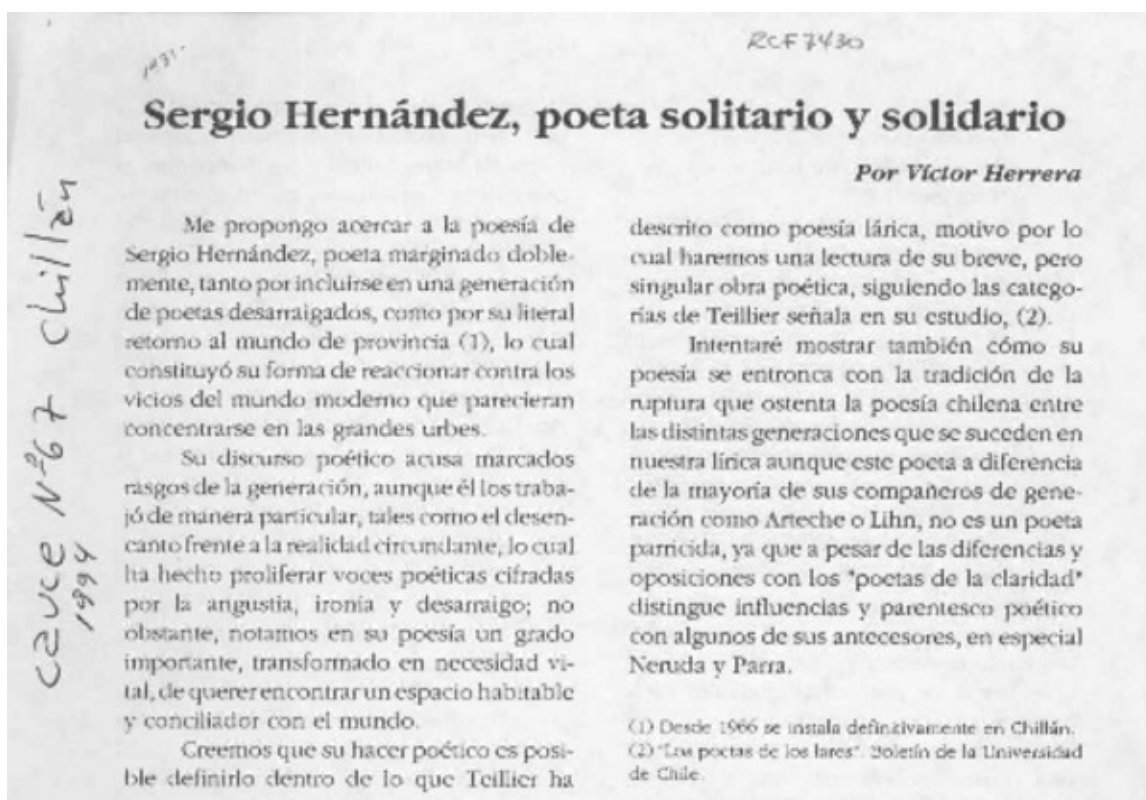 RCF7430
1931-
Sergio Hernández, poeta solitario y solidario
Por Víctor Herrera
Cauce Nº67 Chillán
1994
Me propongo acercar a la poesía de
Sergio Hernández, poeta marginado doble-
mente, tanto por incluirse en una generación
de poetas desarraigados, como por su literal
retorno al mundo de provincia (1), lo cual
constituyó su forma de reaccionar contra los
vicios del mundo moderno que parecieran
concentrarse en las grandes urbes.
Su discurso poético acusa marcados
rasgos de la generación, aunque él los traba-
jó de manera particular, tales como el desen-
canto frente a la realidad circundante, lo cual
ha hecho proliferar voces poéticas cifradas
por la angustia, ironía y desarraigo; no
obstante, notamos en su poesía un grado
importante, transformado en necesidad vi-
tal, de querer encontrar un espacio habitable
y conciliador con el mundo.
Creemos que su hacer poético es posi-
ble definirlo dentro de lo que Teillier ha
descrito como poesía lárica, motivo por lo
cual haremos una lectura de su breve, pero
singular obra poética, siguiendo las catego-
rías de Teillier señala en su estudio, (2).
Intentaré mostrar también cómo su
poesía se entronca con la tradición de la
ruptura que ostenta la poesía chilena entre
las distintas generaciones que se suceden en
nuestra lírica aunque este poeta a diferencia
de la mayoría de sus compañeros de gene-
ración como Arteche o Lihn, no es un poeta
parricida, ya que a pesar de las diferencias y
oposiciones con los "poetas de la claridad"
distingue influencias y parentesco poético
con algunos de sus antecesores, en especial
Neruda y Parra.
(1) Desde 1966 se instala definitivamente en Chillán.
(2) "Los poetas de los lares". Boletín de la Universidad
de Chile.